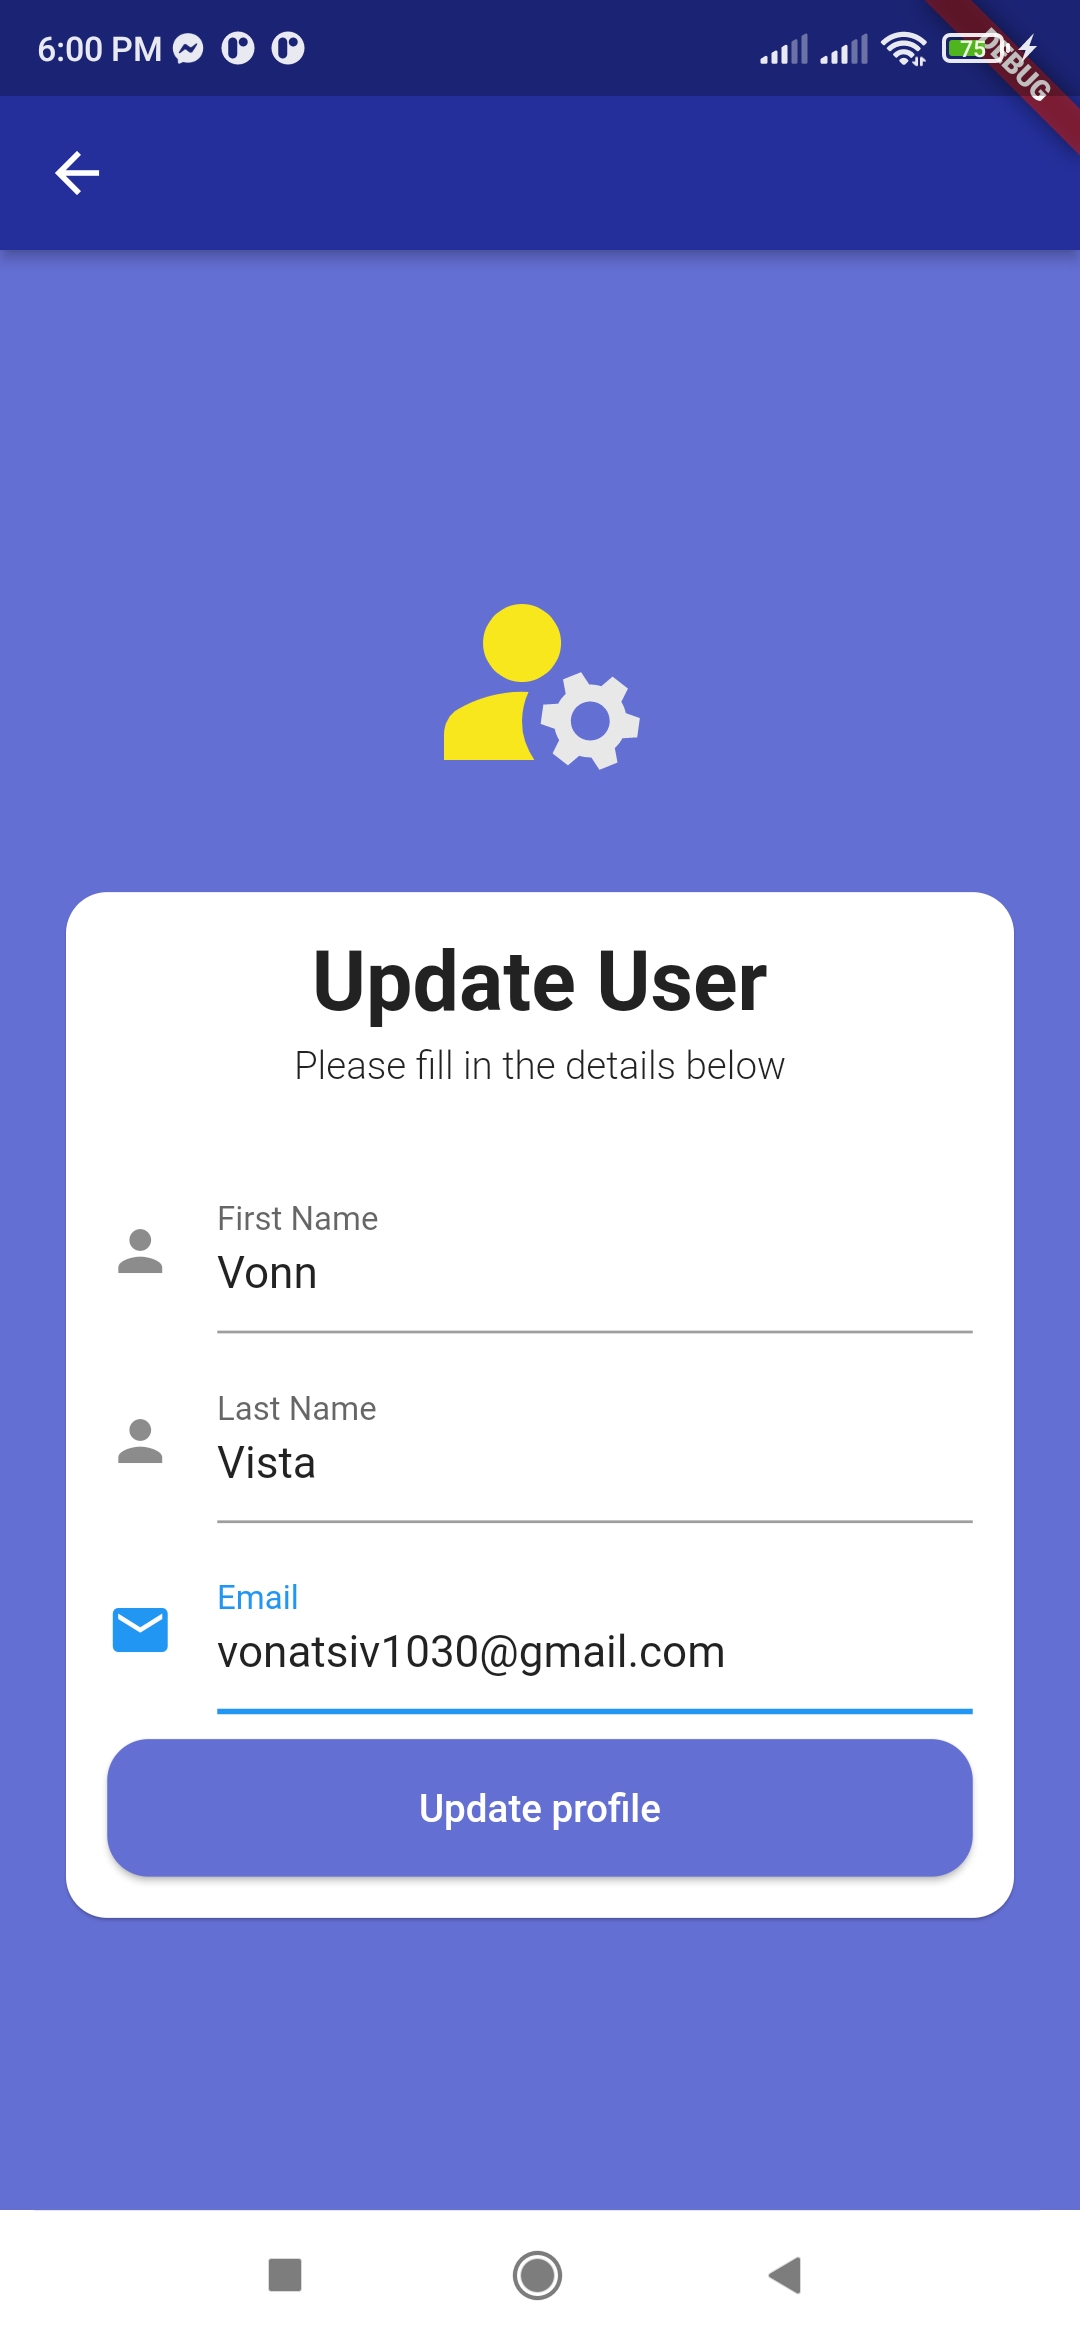 6:00 PM
75
DEBUG
Update User
Please fill in the details below
First Name
Vonn
Last Name
Vista
Email
vonatsiv1030@gmail.com
Update profile